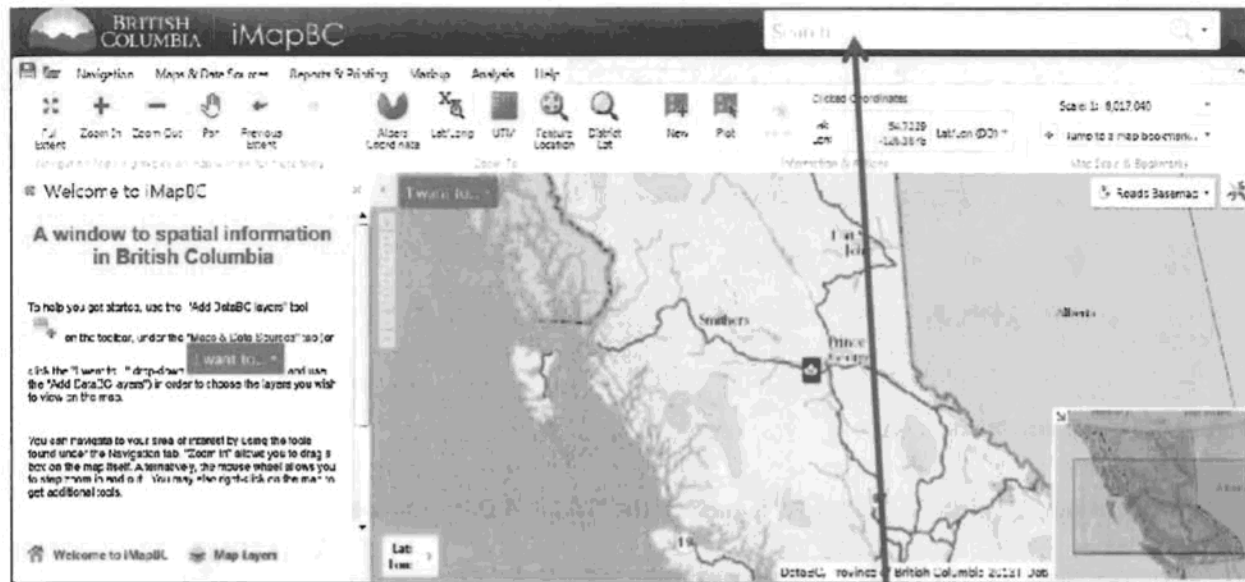 BRITISH COLUMBIA iMapBC
Search
Navigation Maps & Data Sources Reports & Printing Markup Analysis Help
Full Extent Zoom In Zoom Out Pan Previous Extent Albers Coordinate Lat/Long UTM Feature Location District Lot New Plot
Clicked Coordinates
Lat/Lon (DD)
Scale: 1: 9,017,040
Jump to a map bookmark...
Zoom To
Information & Actions
Map Scale & Bookmarks
Welcome to iMapBC
I want to...
Roads Basemap
A window to spatial information
in British Columbia
To help you get started, use the "Add DataBC layers" tool
on the toolbar, under the "Maps & Data Sources" tab (or
click the "I want to..." drop-down I want to... and use
the "Add DataBC layers") in order to choose the layers you wish
to view on the map.
You can navigate to your area of interest by using the tools
found under the Navigation tab. "Zoom In" allows you to drag a
box on the map itself. Alternatively, the mouse wheel allows you
to step zoom in and out. You may also right-click on the map to
get additional tools.
Smithers
Prince
George
Alberta
Welcome to iMapBC Map Layers
Lat:
Lon:
DataBC, Province of British Columbia